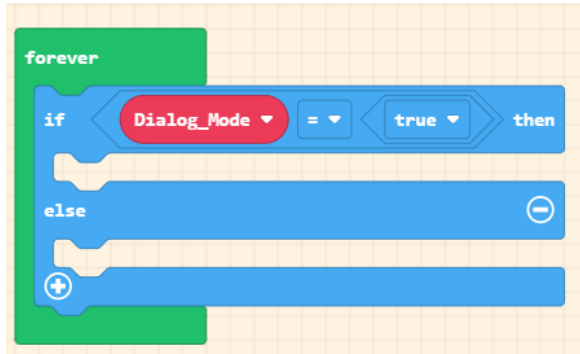 forever
if Dialog_Mode = true then
else